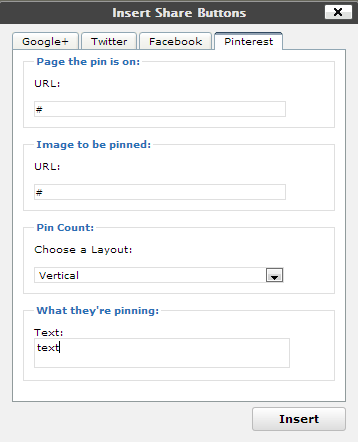 Insert Share Buttons
Google+ Twitter Facebook Pinterest
Page the pin is on:
URL:
#
Image to be pinned:
URL:
#
Pin Count:
Choose a Layout:
Vertical
What they're pinning:
Text:
text
Insert